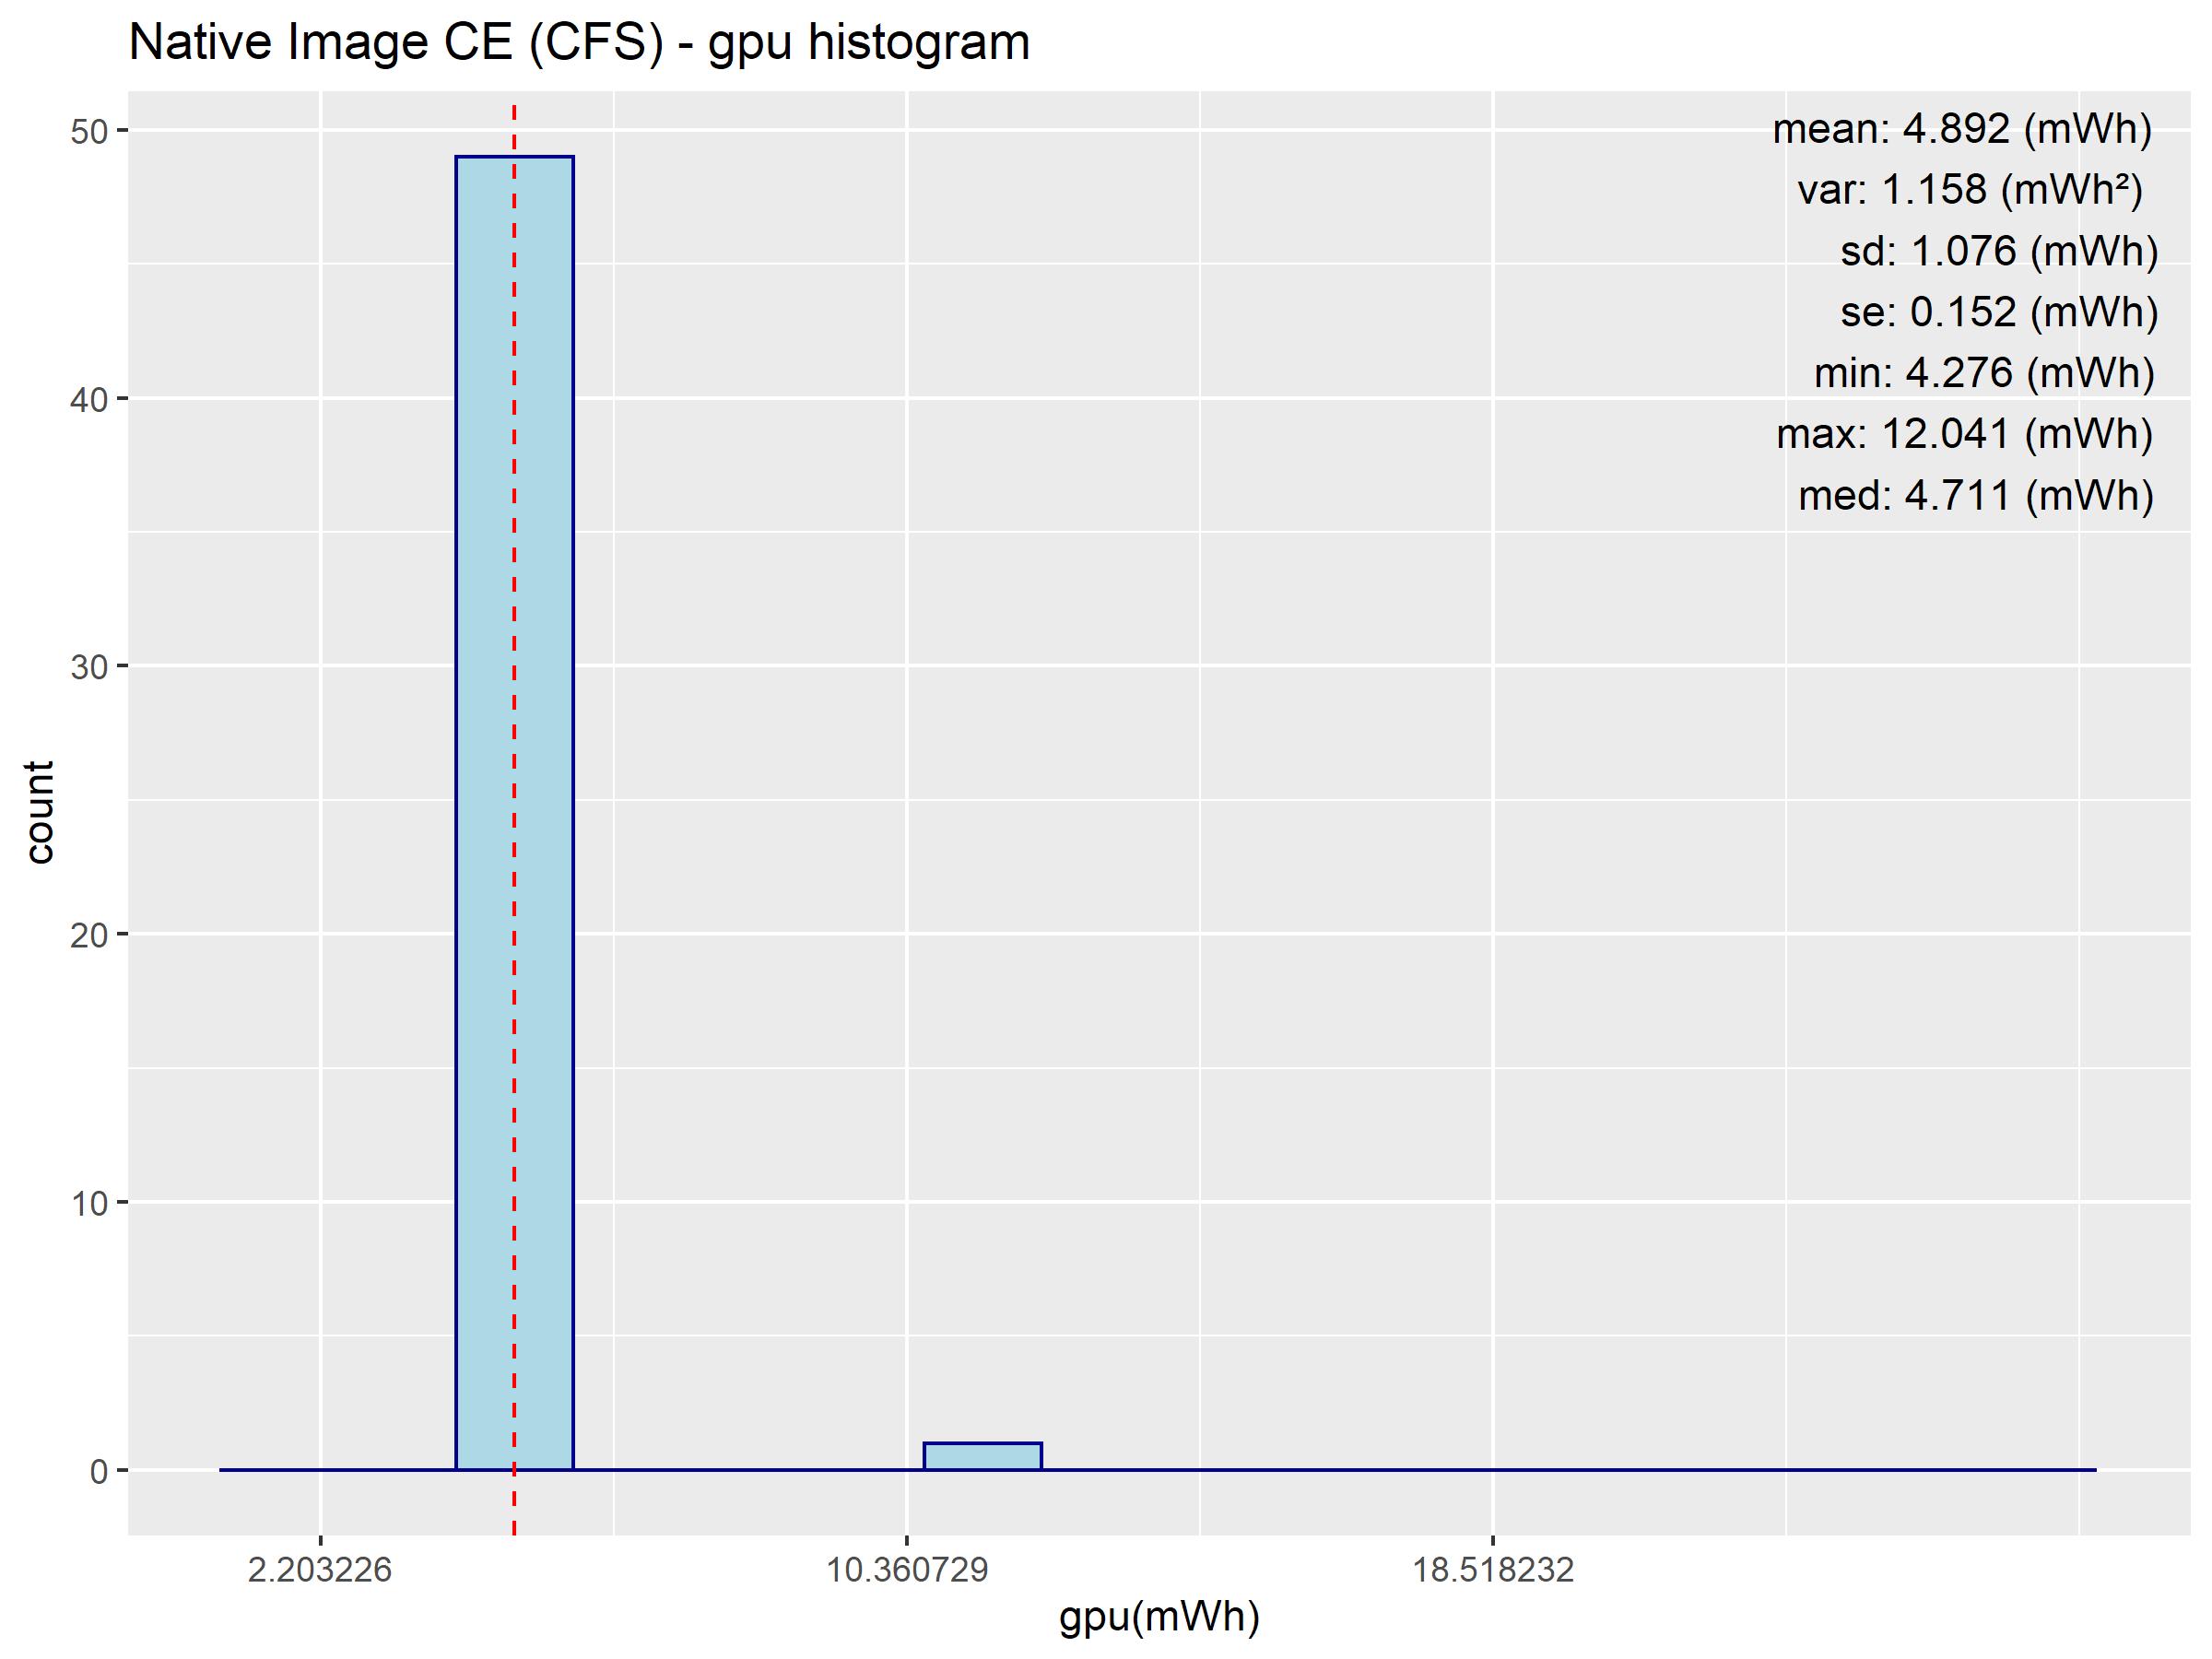 Native Image CE (CFS) - gpu histogram
mean: 4.892 (mWh)
var: 1.158 (mWh²)
sd: 1.076 (mWh)
se: 0.152 (mWh)
min: 4.276 (mWh)
max: 12.041 (mWh)
med: 4.711 (mWh)
50
40
30
20
10
0
count
2.203226 10.360729 18.518232
gpu(mWh)